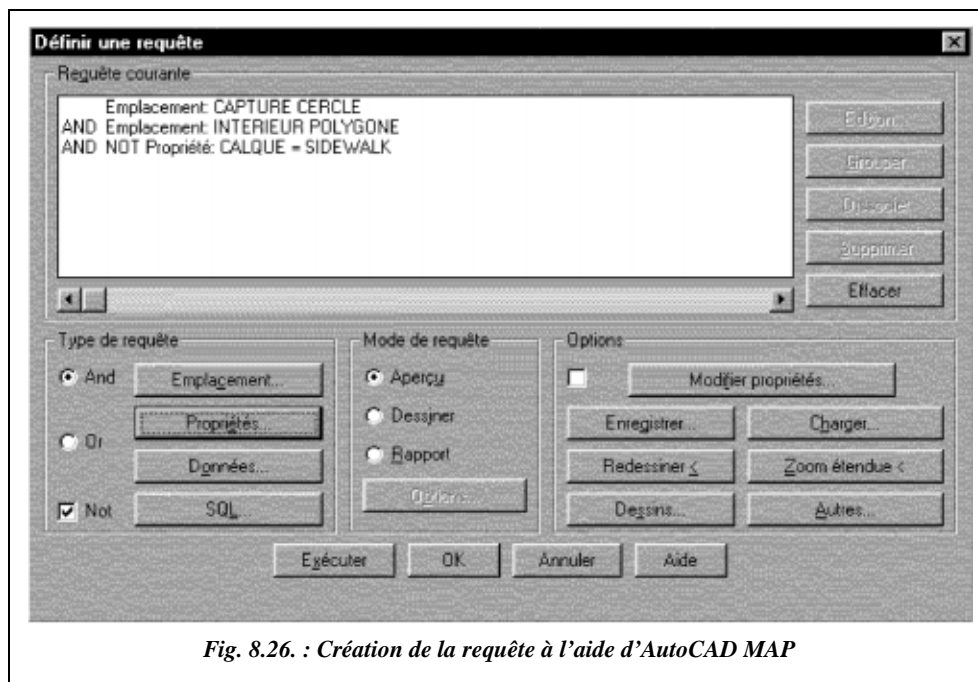 Définir une requête
Requête courante
Emplacement: CAPTURE CERCLE
AND Emplacement: INTERIEUR POLYGONE
AND NOT Propriété: CALQUE = SIDEWALK
Grouper
Dissocier
Supprimer
Effacer
Type de requête
And
Emplacement...
Propriétés...
Or
Données...
Not
SQL...
Mode de requête
Aperçu
Dessiner
Rapport
Options...
Options
Modifier propriétés...
Enregistrer...
Charger...
Redessiner <
Zoom étendue <
Dessins...
Autres...
Exécuter
OK
Annuler
Aide
Fig. 8.26. : Création de la requête à l'aide d'AutoCAD MAP